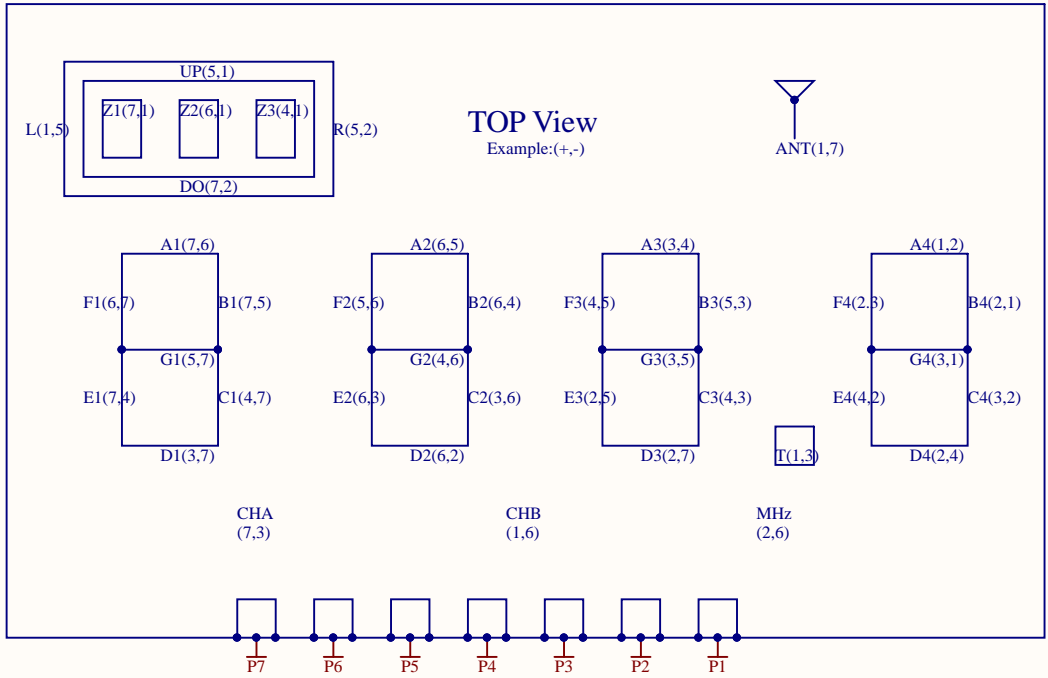 UP(5,1)
Z1(7,1) Z2(6,1) Z3(4,1)
L(1,5) R(5,2)
DO(7,2)
TOP View
Example:(+,-)
ANT(1,7)
A1(7,6) A2(6,5) A3(3,4) A4(1,2)
F1(6,7) B1(7,5) F2(5,6) B2(6,4) F3(4,5) B3(5,3) F4(2.3) B4(2,1)
G1(5,7) G2(4,6) G3(3,5) G4(3,1)
E1(7,4) C1(4,7) E2(6,3) C2(3,6) E3(2,5) C3(4,3) E4(4,2) C4(3,2)
D1(3,7) D2(6,2) D3(2,7) T(1,3) D4(2,4)
CHA CHB MHz
(7,3) (1,6) (2,6)
P7 P6 P5 P4 P3 P2 P1